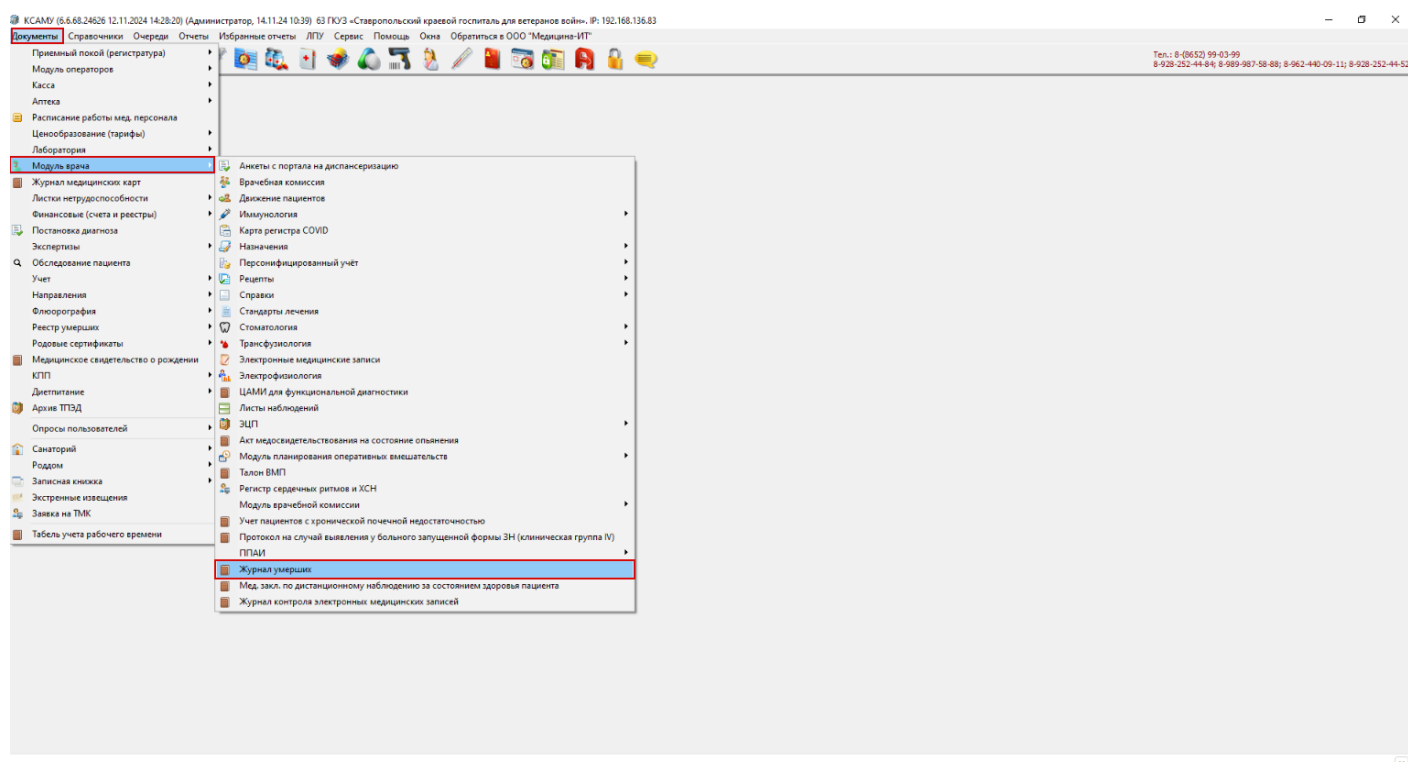 КСАМУ (6.6.68.24626 12.11.2024 14:28:20) (Администратор, 14.11.24 10:39) 63 ГКУЗ «Ставропольский краевой госпиталь для ветеранов войн». IP: 192.168.136.83
Документы Справочники Очереди Отчеты Избранные отчеты ЛПУ Сервис Помощь Окна Обратиться в ООО "Медицина-ИТ"
Тел.: 8-(8652) 99-03-99
8-928-252-44-84; 8-989-987-58-88; 8-962-440-09-11; 8-928-252-44-52
Приемный покой (регистратура)
Модуль операторов
Касса
Аптека
Расписание работы мед. персонала
Ценообразование (тарифы)
Лаборатория
Модуль врача
Журнал медицинских карт
Листки нетрудоспособности
Финансовые (счета и реестры)
Постановка диагноза
Экспертизы
Обследование пациента
Учет
Направления
Флюорография
Реестр умерших
Родовые сертификаты
Медицинское свидетельство о рождении
КПП
Диетпитание
Архив ТПЭД
Опросы пользователей
Санаторий
Роддом
Записная книжка
Экстренные извещения
Заявка на ТМК
Табель учета рабочего времени
Анкеты с портала на диспансеризацию
Врачебная комиссия
Движение пациентов
Иммунология
Карта регистра COVID
Назначения
Персонифицированный учёт
Рецепты
Справки
Стандарты лечения
Стоматология
Трансфузиология
Электронные медицинские записи
Электрофизиология
ЦАМИ для функциональной диагностики
Листы наблюдений
ЭЦП
Акт медосвидетельствования на состояние опьянения
Модуль планирования оперативных вмешательств
Талон ВМП
Регистр сердечных ритмов и ХСН
Модуль врачебной комиссии
Учет пациентов с хронической почечной недостаточностью
Протокол на случай выявления у больного запущенной формы ЗН (клиническая группа IV)
ППАИ
Журнал умерших
Мед. закл. по дистанционному наблюдению за состоянием здоровья пациента
Журнал контроля электронных медицинских записей